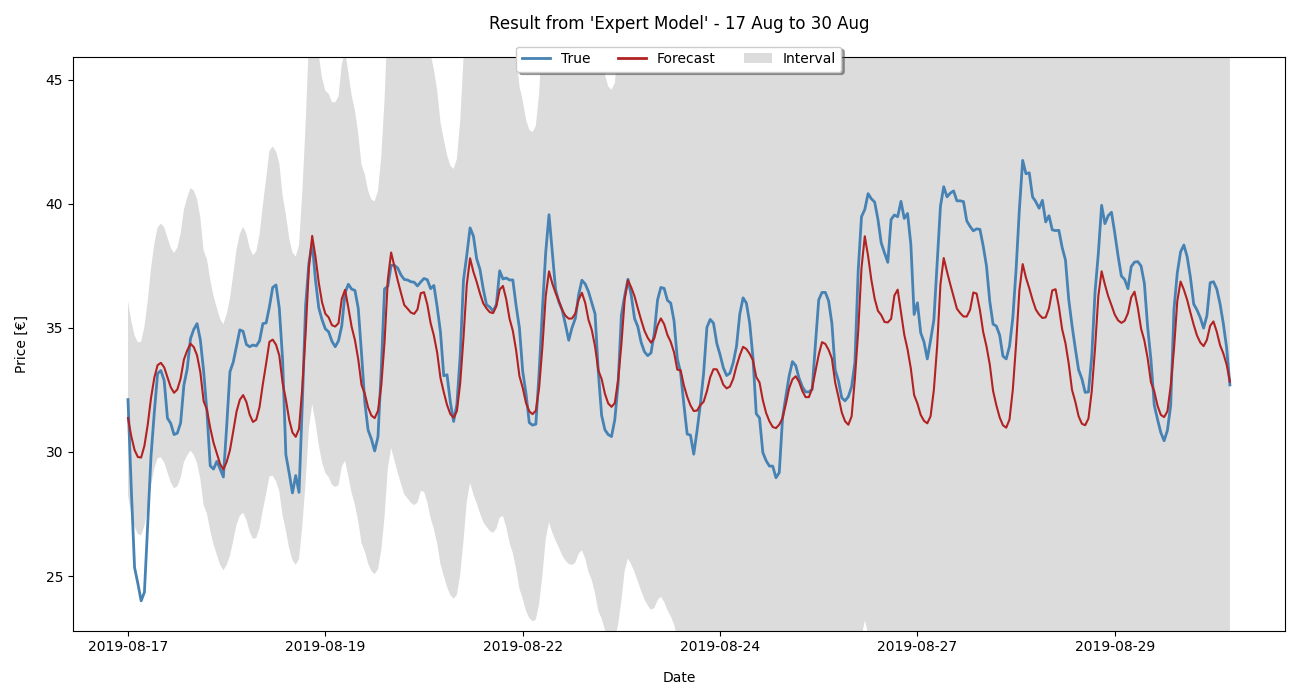 Result from 'Expert Model' - 17 Aug to 30 Aug
True Forecast Interval
45
40
35
30
25
Price [€]
2019-08-17 2019-08-19 2019-08-22 2019-08-24 2019-08-27 2019-08-29
Date